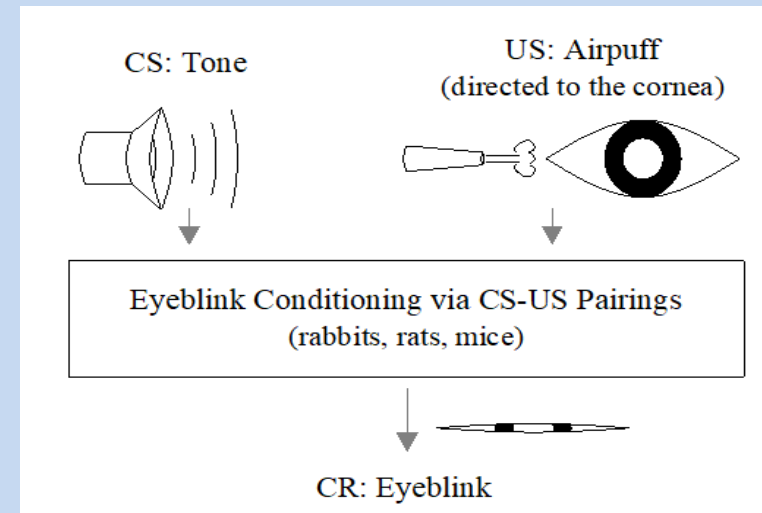 CS: Tone
US: Airpuff
(directed to the cornea)
Eyeblink Conditioning via CS-US Pairings
(rabbits, rats, mice)
CR: Eyeblink